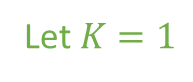 Let K = 1